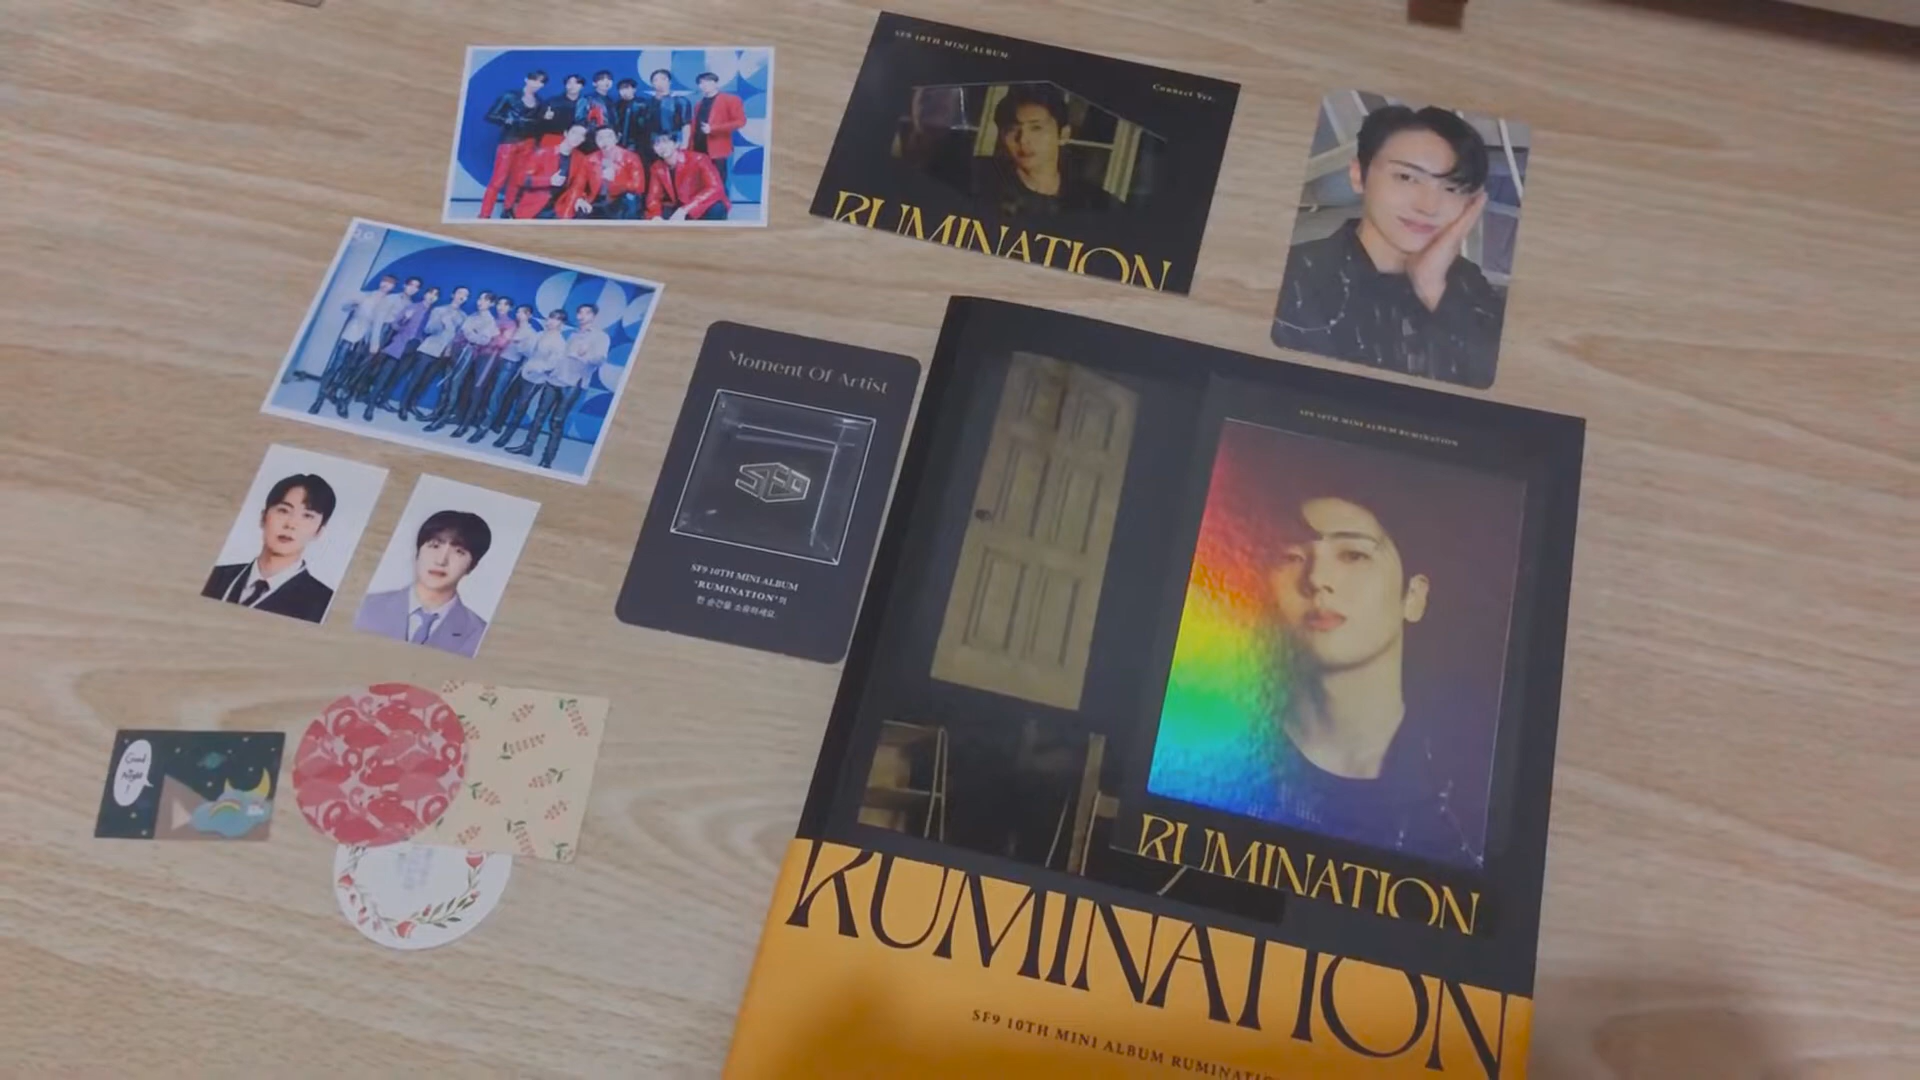 SF9 10TH MINI ALBUM
Connect Ver.
RUMINATION
Moment Of Artist
SF9
SF9 10TH MINI ALBUM
"RUMINATION"의
한 순간을 소유하세요.
SF9 10TH MINI ALBUM RUMINATION
RUMINATION
RUMINATION
SF9 10TH MINI ALBUM
Good
Night
!